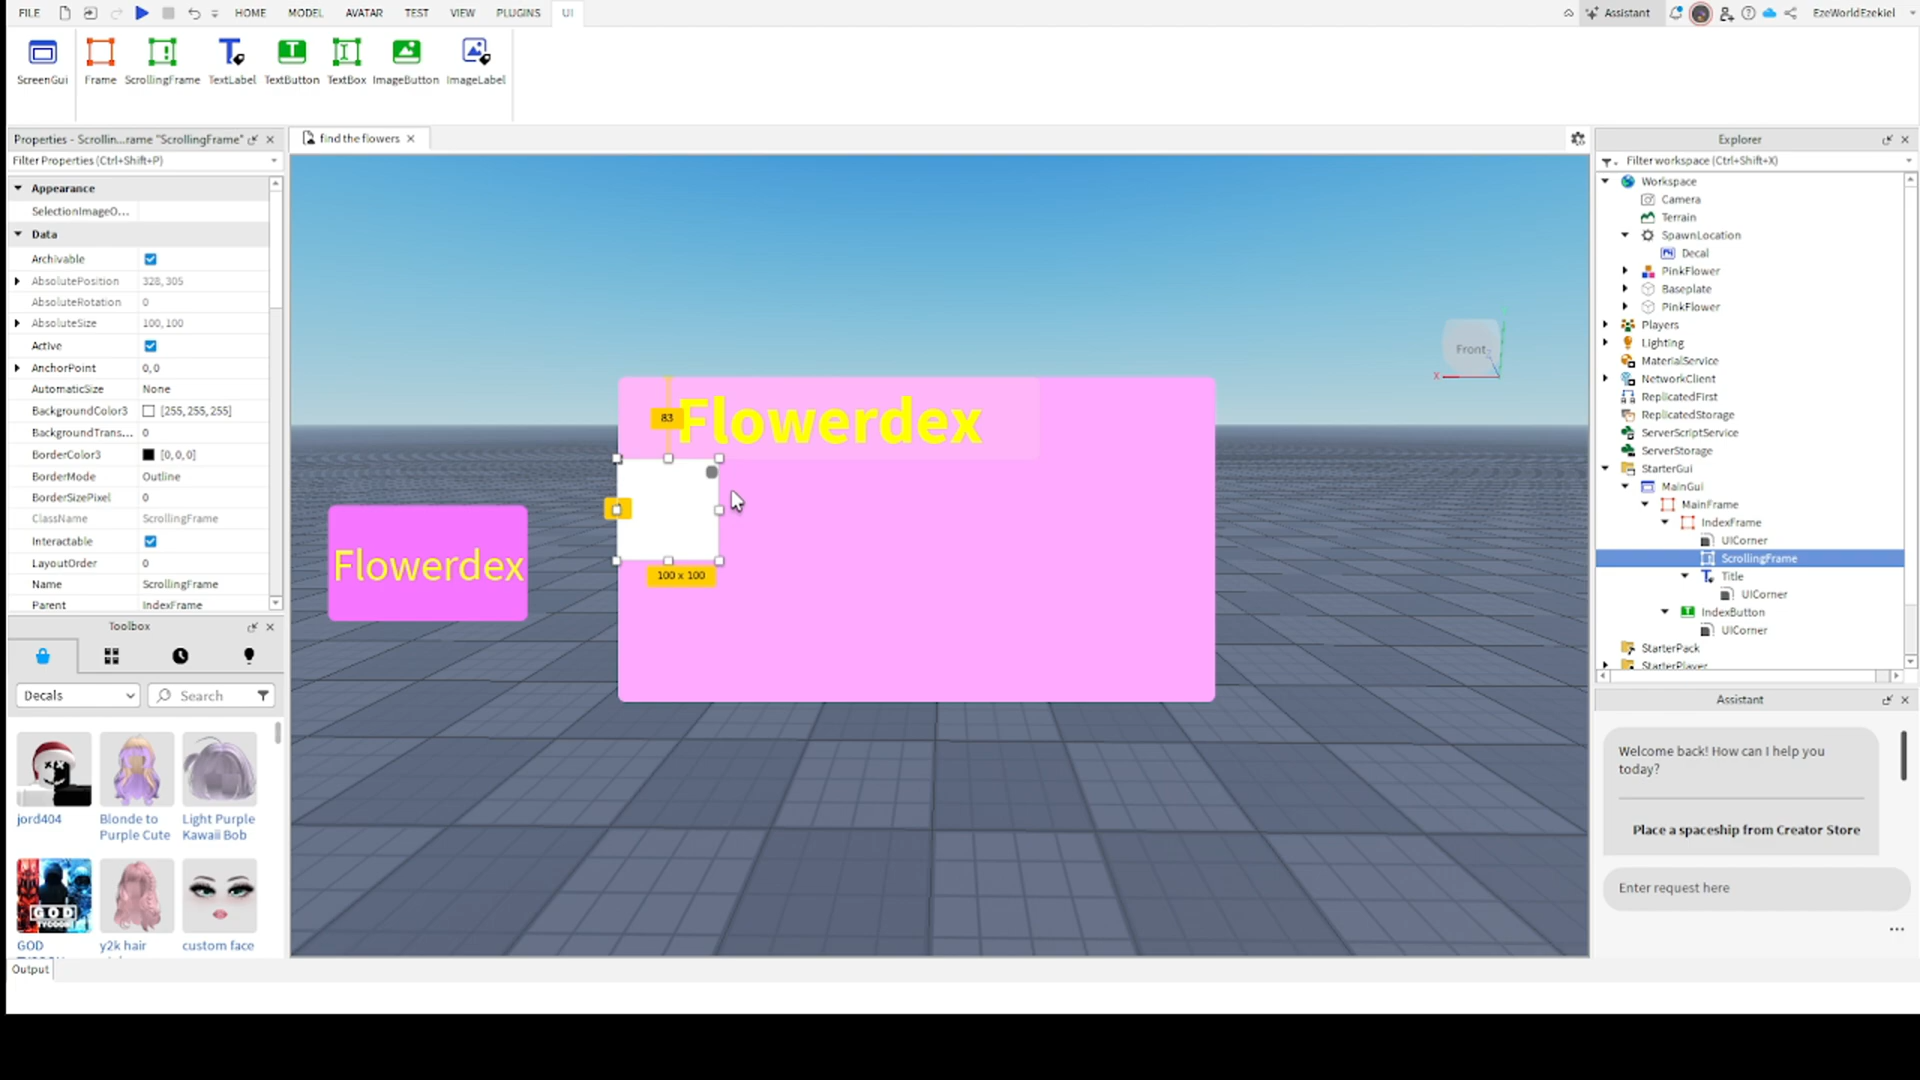 FILE HOME MODEL AVATAR TEST VIEW PLUGINS UI Assistant EzeWorldEzekiel
ScreenGui Frame ScrollingFrame TextLabel TextButton TextBox ImageButton ImageLabel
Properties - Scrollin...rame "ScrollingFrame"
Filter Properties (Ctrl+Shift+P)
Appearance
SelectionImageO...
Data
Archivable
AbsolutePosition 328, 305
AbsoluteRotation 0
AbsoluteSize 100, 100
Active
AnchorPoint 0, 0
AutomaticSize None
BackgroundColor3 [255, 255, 255]
BackgroundTrans... 0
BorderColor3 [0, 0, 0]
BorderMode Outline
BorderSizePixel 0
ClassName ScrollingFrame
Interactable
LayoutOrder 0
Name ScrollingFrame
Parent IndexFrame
Toolbox
Decals Search
jord404
Blonde to
Purple Cute
Light Purple
Kawaii Bob
GOD
y2k hair
custom face
Output
find the flowers
Flowerdex
83
100 x 100
Flowerdex
Front
X
Explorer
Filter workspace (Ctrl+Shift+X)
Workspace
Camera
Terrain
SpawnLocation
Decal
PinkFlower
Baseplate
PinkFlower
Players
Lighting
MaterialService
NetworkClient
ReplicatedFirst
ReplicatedStorage
ServerScriptService
ServerStorage
StarterGui
MainGui
MainFrame
IndexFrame
UICorner
ScrollingFrame
Title
UICorner
IndexButton
UICorner
StarterPack
StarterPlayer
Assistant
Welcome back! How can I help you
today?
Place a spaceship from Creator Store
Enter request here